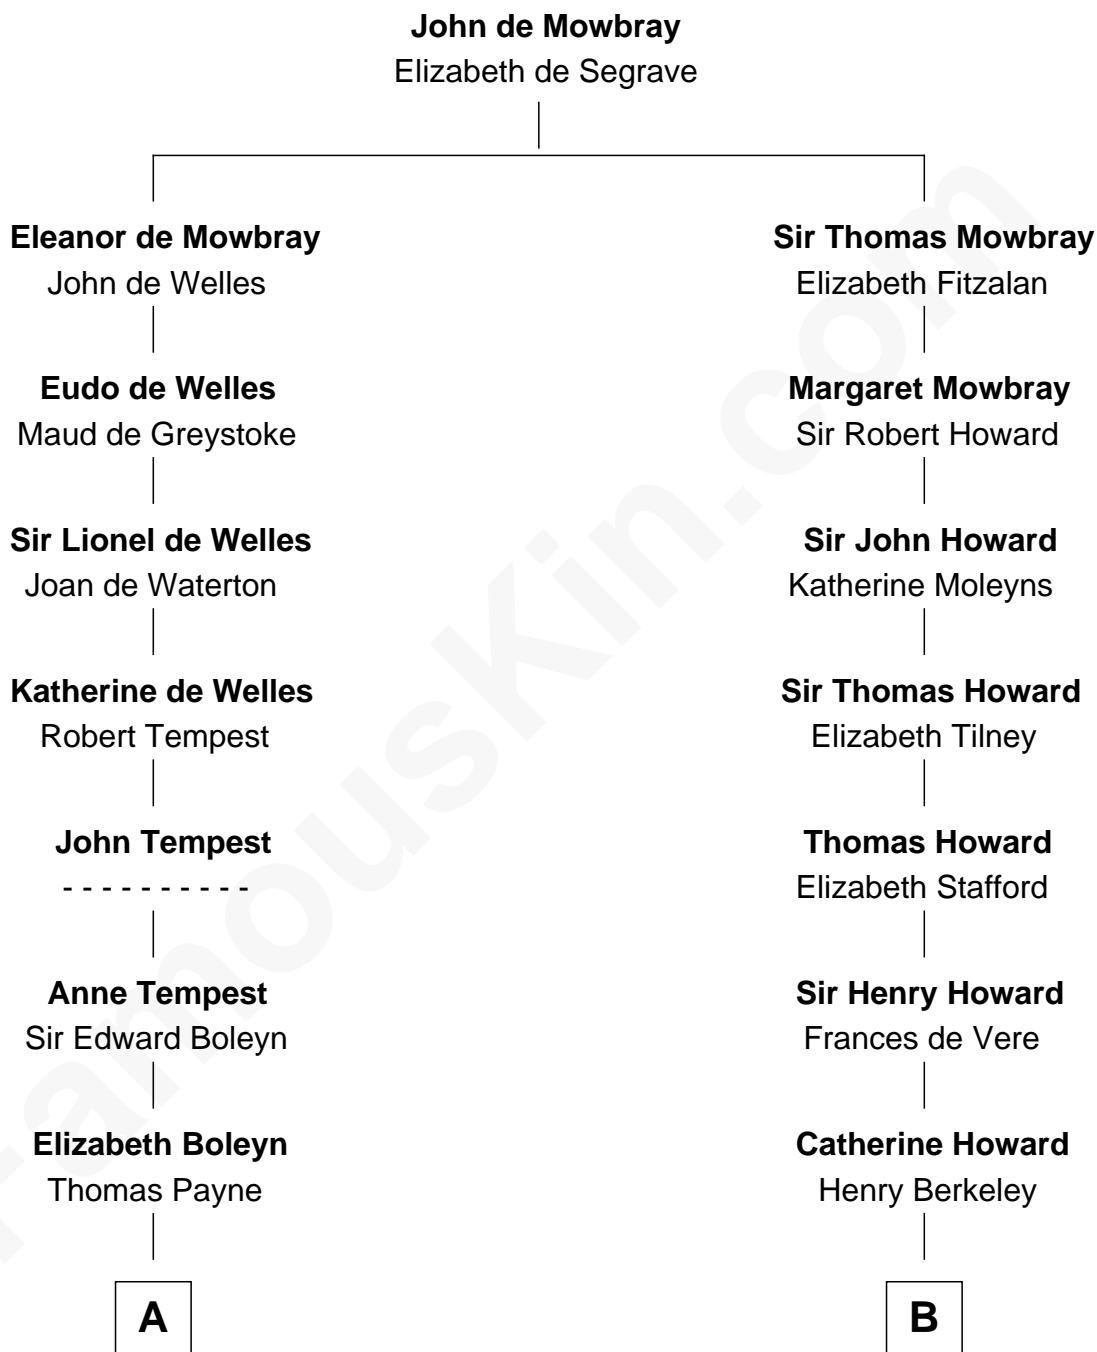 John de Mowbray
Elizabeth de Segrave
Eleanor de Mowbray
John de Welles
Sir Thomas Mowbray
Elizabeth Fitzalan
Eudo de Welles
Maud de Greystoke
Margaret Mowbray
Sir Robert Howard
Sir Lionel de Welles
Joan de Waterton
Sir John Howard
Katherine Moleyns
Katherine de Welles
Robert Tempest
Sir Thomas Howard
Elizabeth Tilney
John Tempest
- - - - - - - - - -
Thomas Howard
Elizabeth Stafford
Anne Tempest
Sir Edward Boleyn
Sir Henry Howard
Frances de Vere
Elizabeth Boleyn
Thomas Payne
Catherine Howard
Henry Berkeley
A
B
FamousKin.com